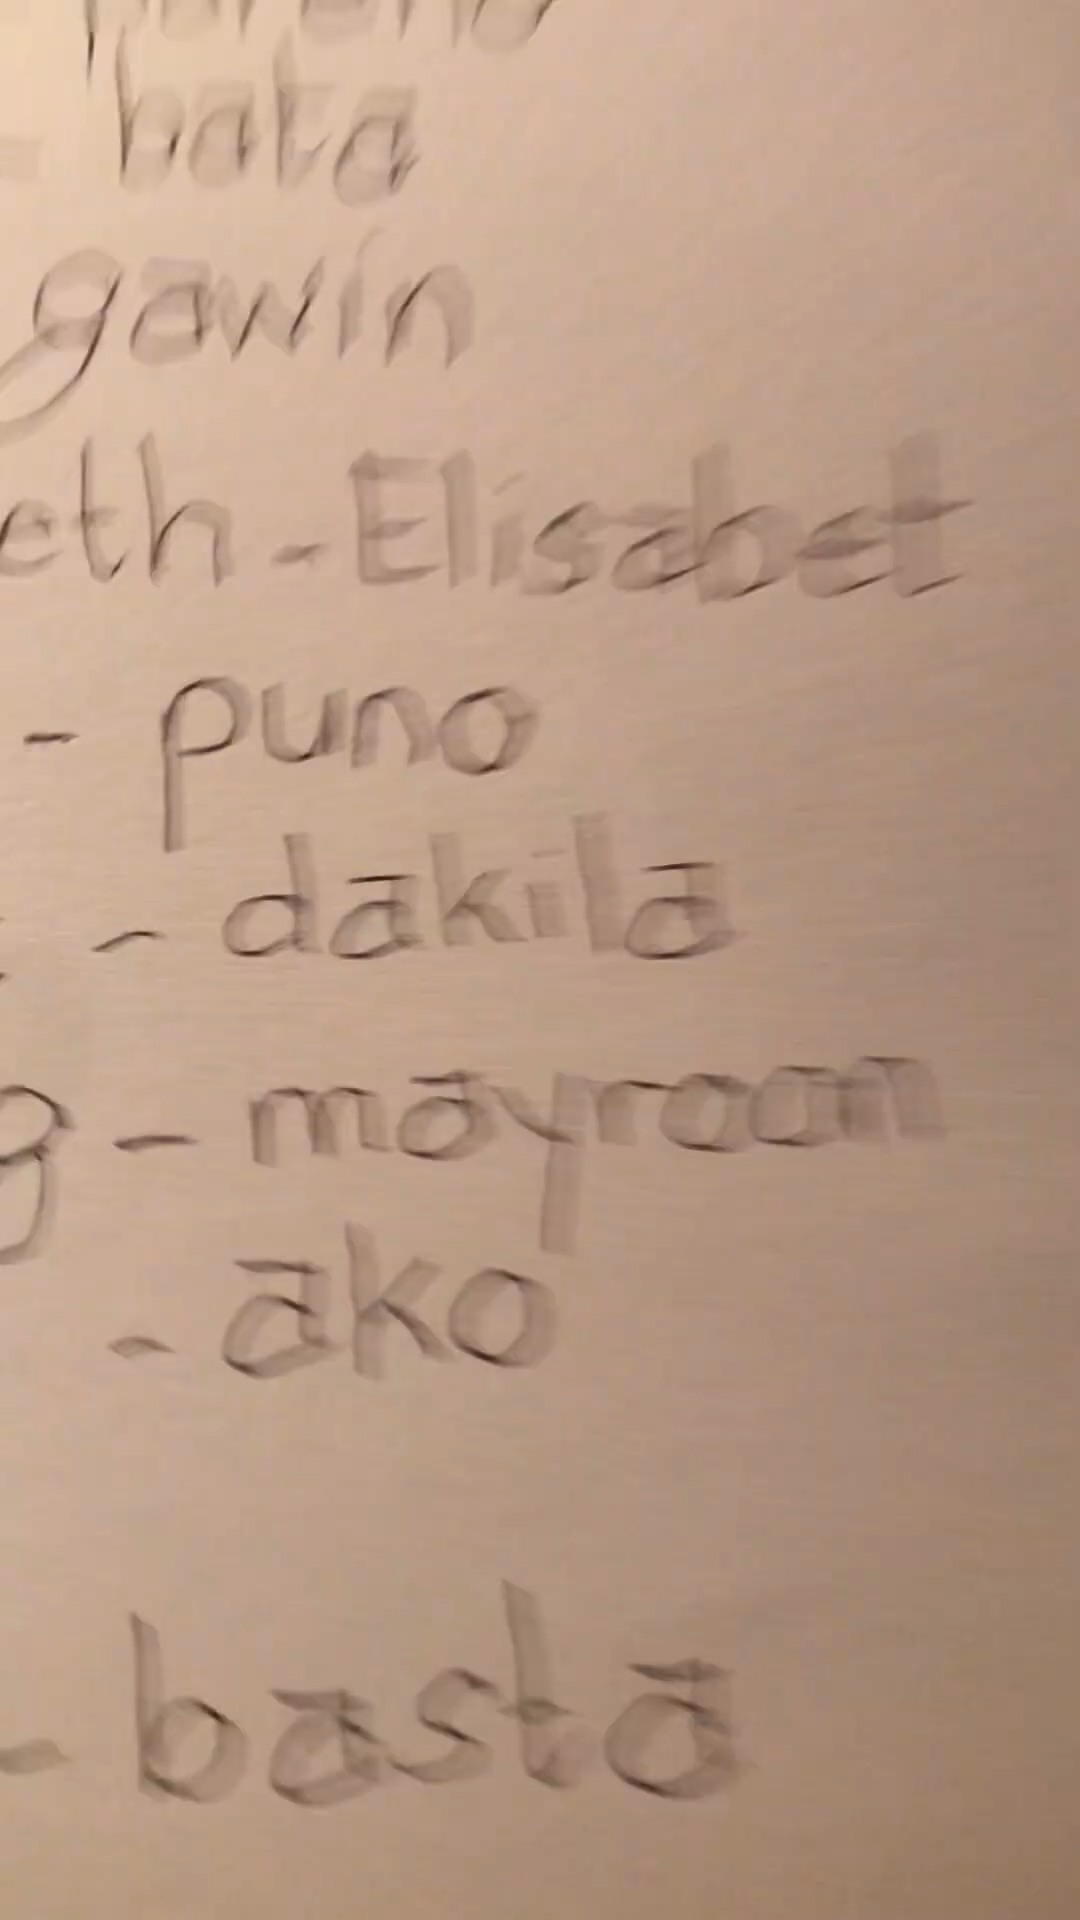 - bata
gawin
eth - Elisabet
- puno
- dakila
g - mayroon
- ako
- basta